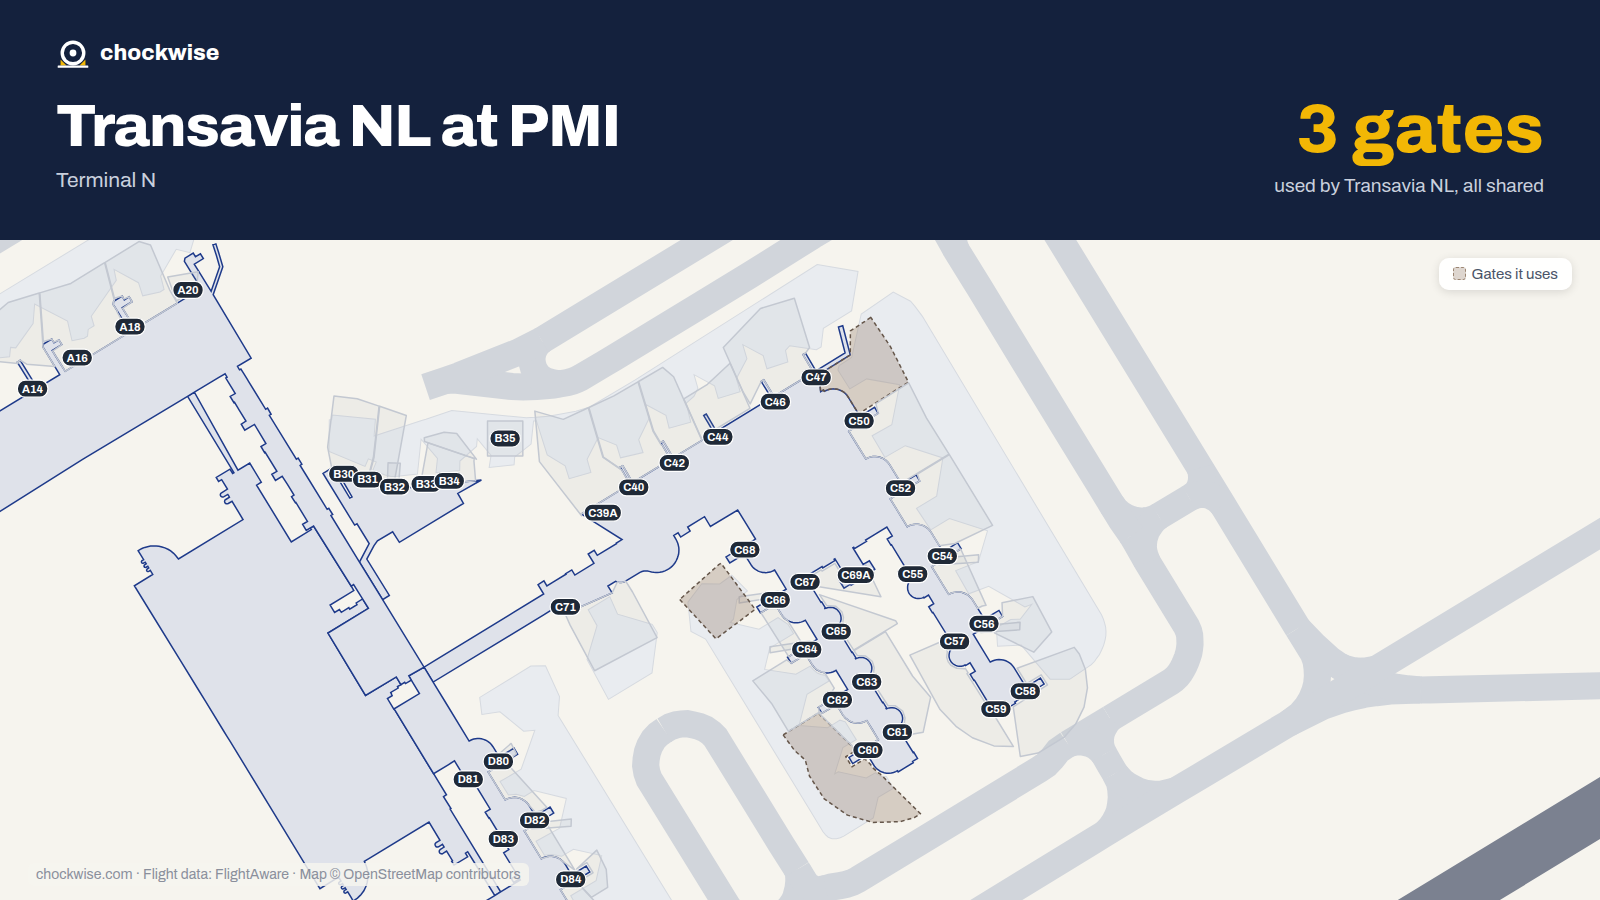 chockwise
Transavia NL at PMI
Terminal N
3 gates
used by Transavia NL, all shared
Gates it uses
A20
A18
A16
A14
B30
B31
B32
B33
B34
B35
C39A
C40
C42
C44
C46
C47
C50
C52
C54
C55
C56
C57
C58
C59
C68
C67
C69A
C66
C65
C64
C63
C62
C61
C60
C71
D80
D81
D82
D83
D84
chockwise.com · Flight data: FlightAware · Map © OpenStreetMap contributors